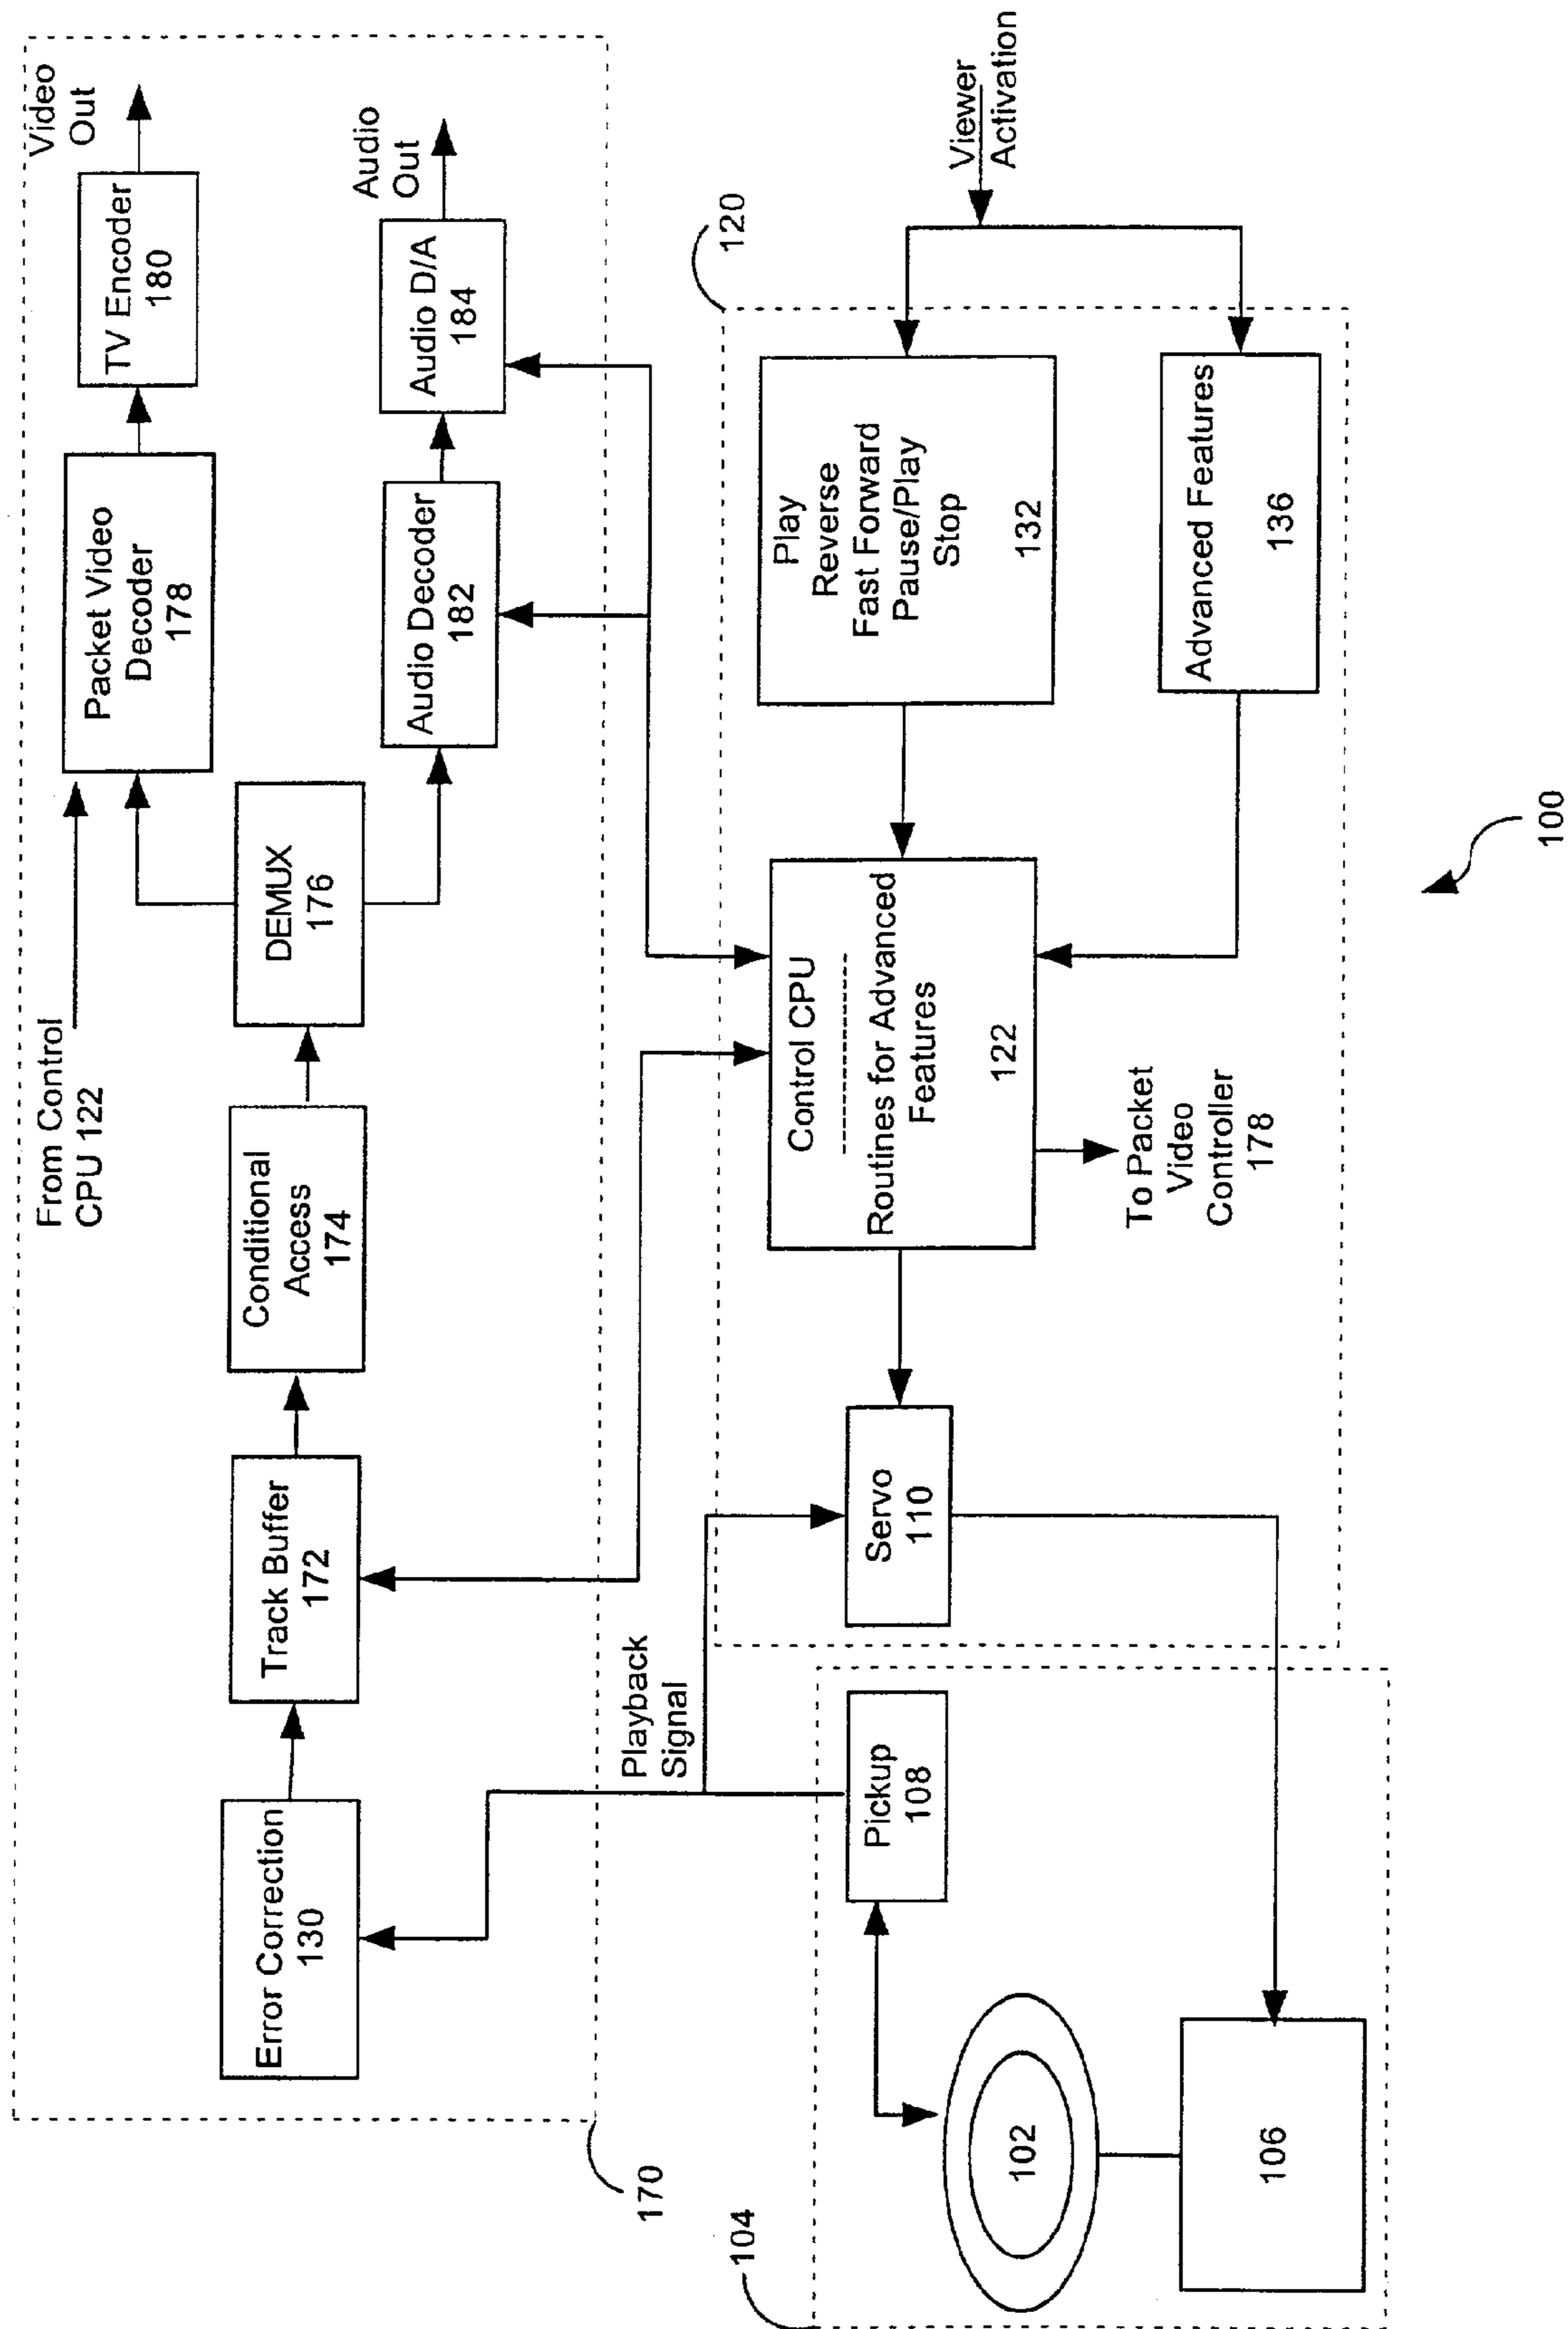 Video
Out
TV Encoder
180
Packet Video
Decoder
178
From Control
CPU 122
Audio
Out
Audio D/A
184
Audio Decoder
182
DEMUX
176
Conditional
Access
174
Track Buffer
172
Error Correction
130
170
Playback
Signal
120
Viewer
Activation
Play
Reverse
Fast Forward
Pause/Play
Stop
132
Advanced Features
136
Control CPU
Routines for Advanced
Features
122
To Packet
Video
Controller
178
Servo
110
Pickup
108
102
106
104
100